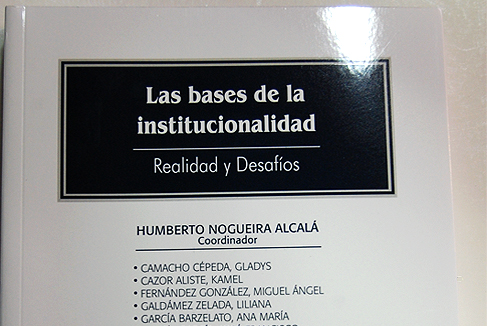 Las bases de la
institucionalidad
Realidad y Desafíos
HUMBERTO NOGUEIRA ALCALÁ
Coordinador
• CAMACHO CÉPEDA, GLADYS
• CAZOR ALISTE, KAMEL
• FERNÁNDEZ GONZÁLEZ, MIGUEL ÁNGEL
• GALDÁMEZ ZELADA, LILIANA
• GARCÍA BARZELATO, ANA MARÍA